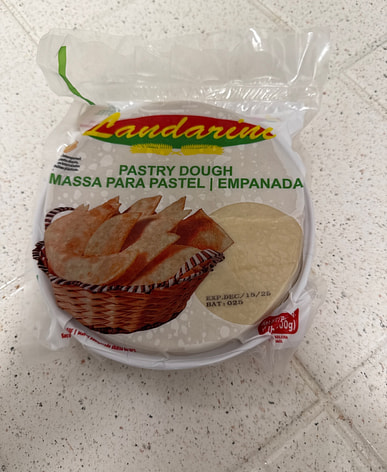 Landarini
PASTRY DOUGH
MASSA PARA PASTEL | EMPANADA
EXP.DEC/19/25
BAT: 025